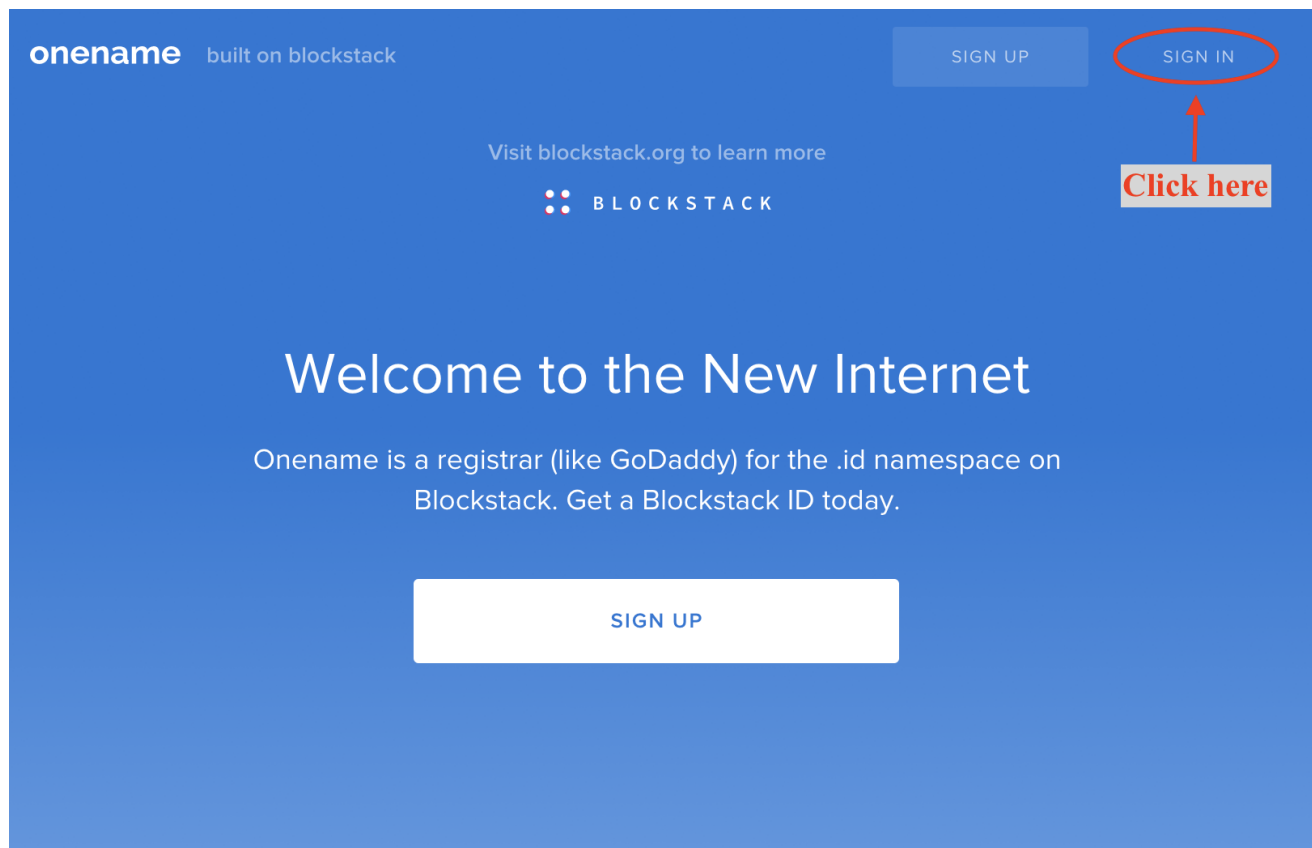 onename built on blockstack SIGN UP SIGN IN
Visit blockstack.org to learn more
Click here
BLOCKSTACK
Welcome to the New Internet
Onename is a registrar (like GoDaddy) for the .id namespace on
Blockstack. Get a Blockstack ID today.
SIGN UP